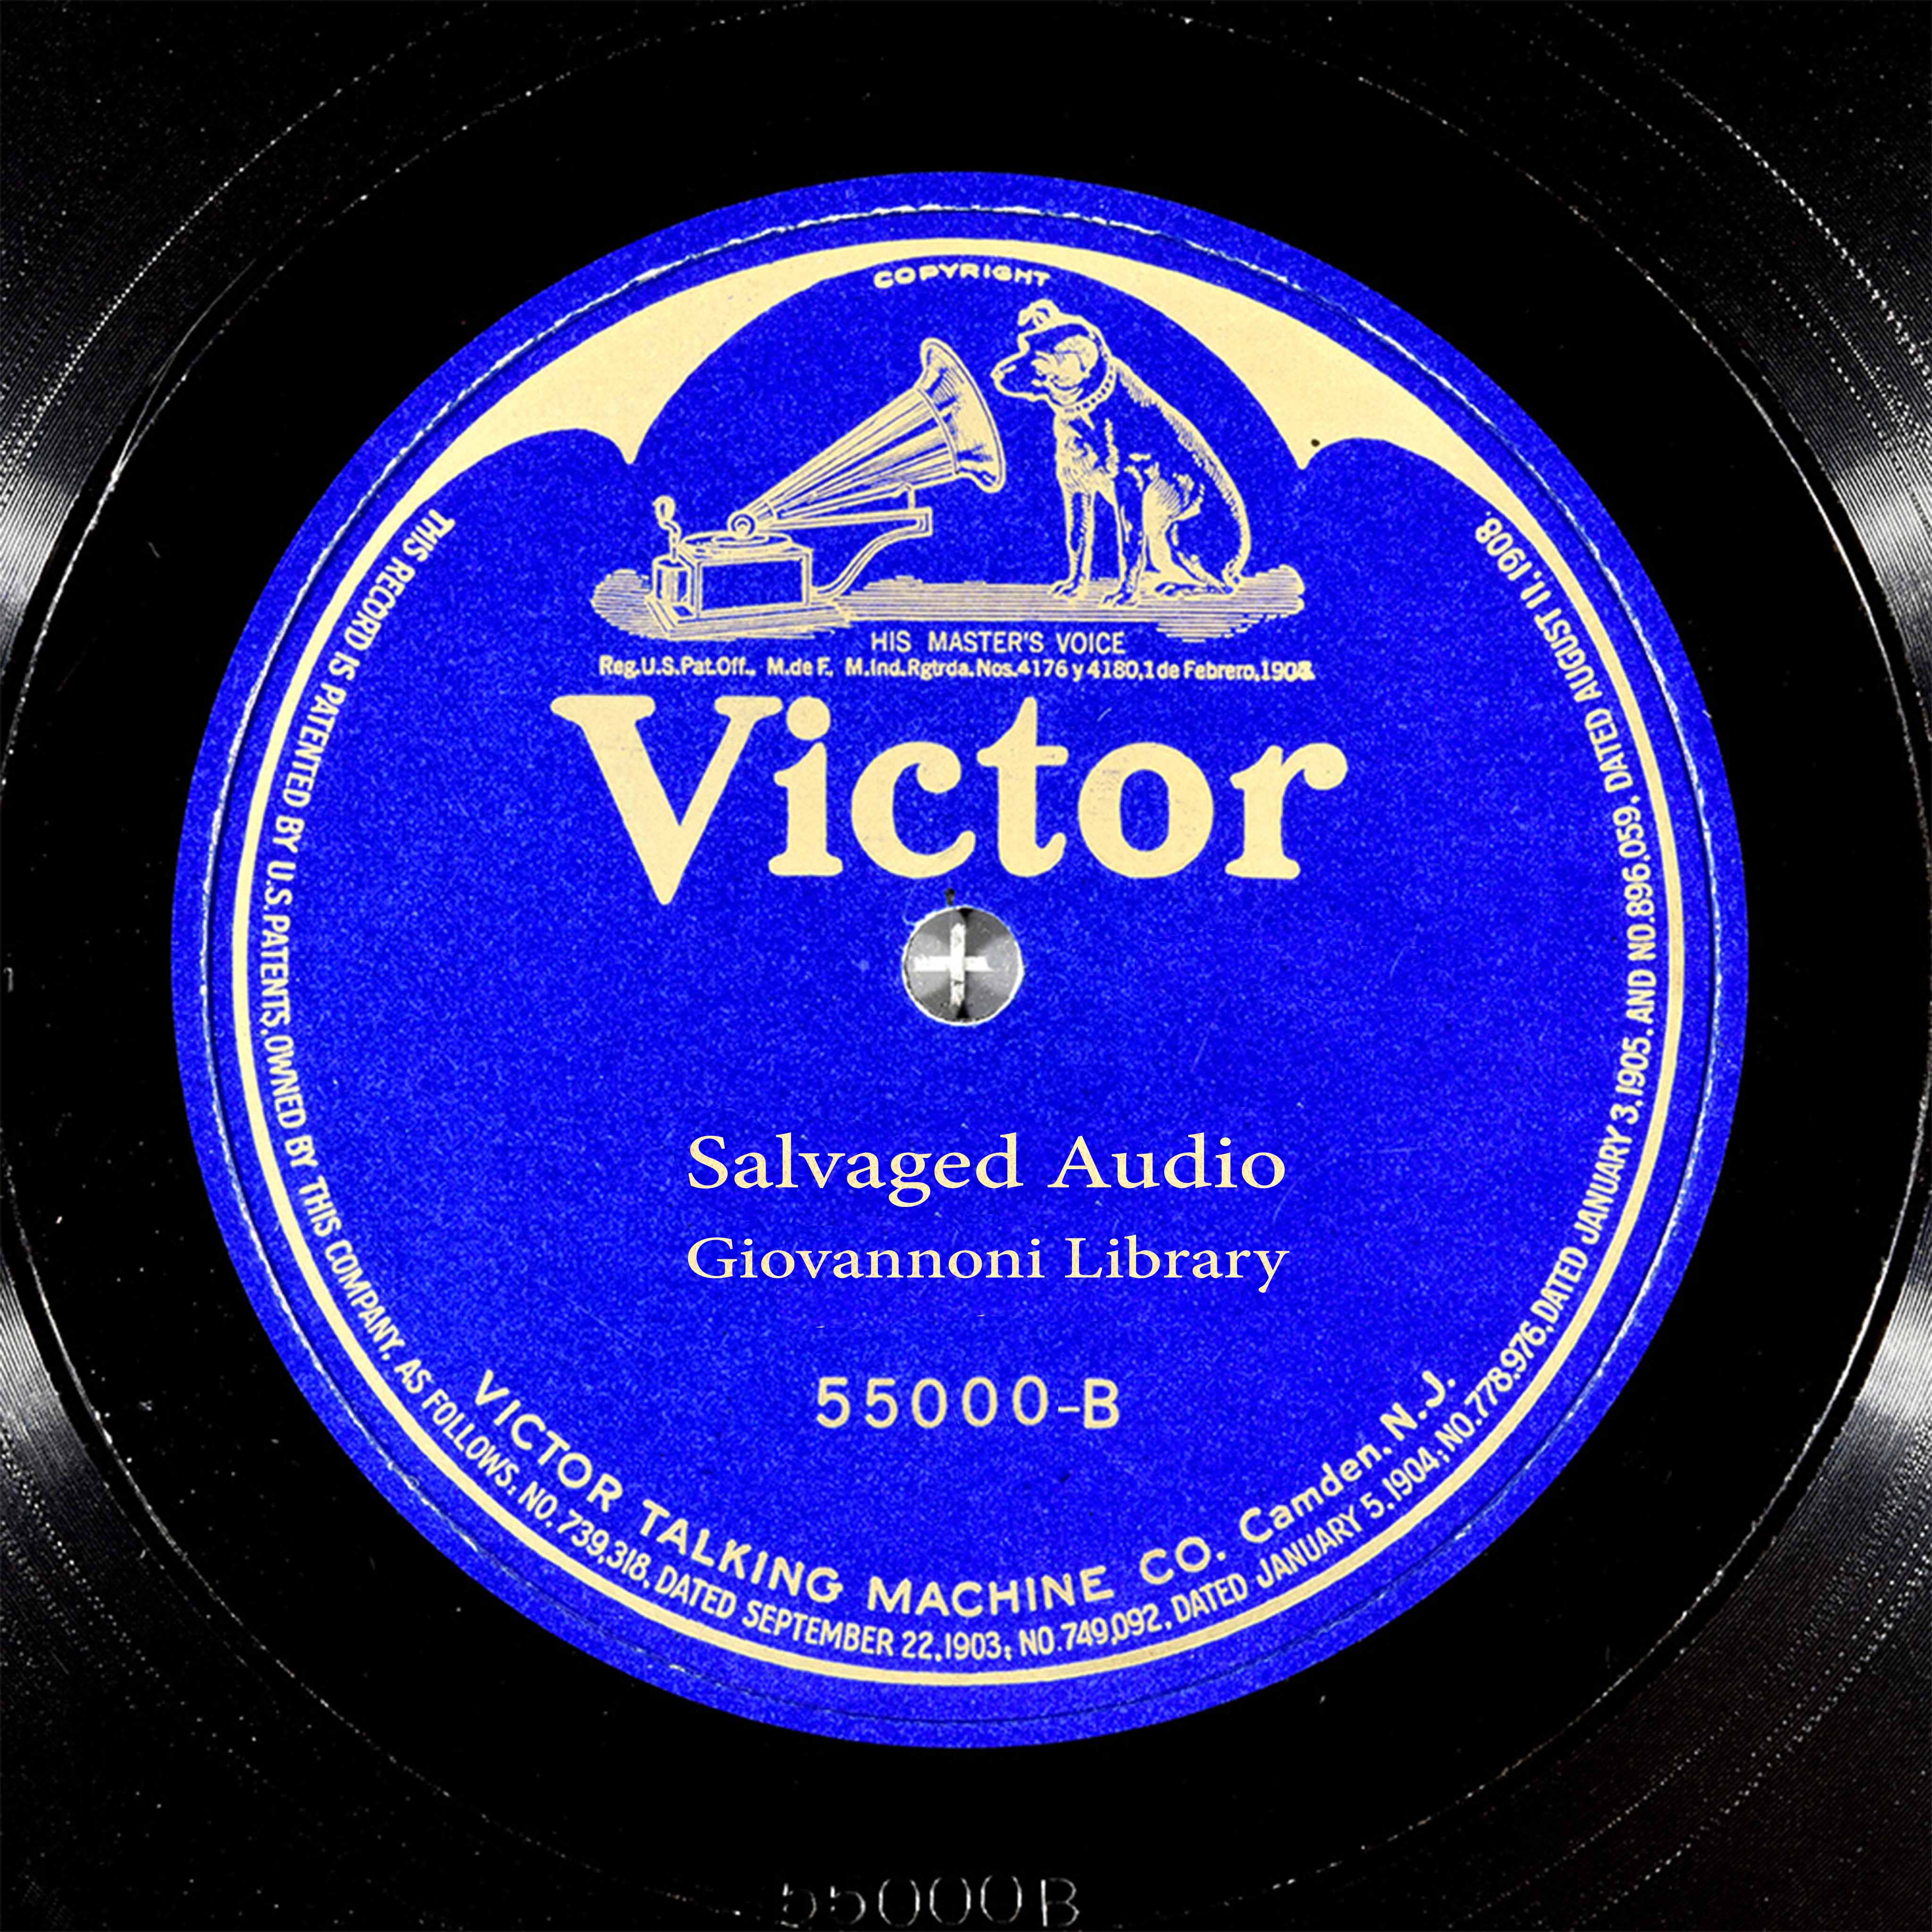 COPYRIGHT
HIS MASTER'S VOICE
Reg.U.S.Pat.Off., M.de F., M.Ind.Rgtrda.Nos.4176 y 4180,1 de Febrero,190
Victor
Salvaged Audio
Giovannoni Library
55000-B
VICTOR TALKING MACHINE CO. Camden, N.J.
THIS RECORD IS PATENTED BY U.S.PATENTS, OWNED BY THIS COMPANY, AS FOLLOWS; NO.739,318, DATED SEPTEMBER 22,1903; NO.749,092, DATED JANUARY 5,1904; NO.778,976, DATED JANUARY 3,1905, AND NO.896,059, DATED AUGUST 11,1908.
55000B